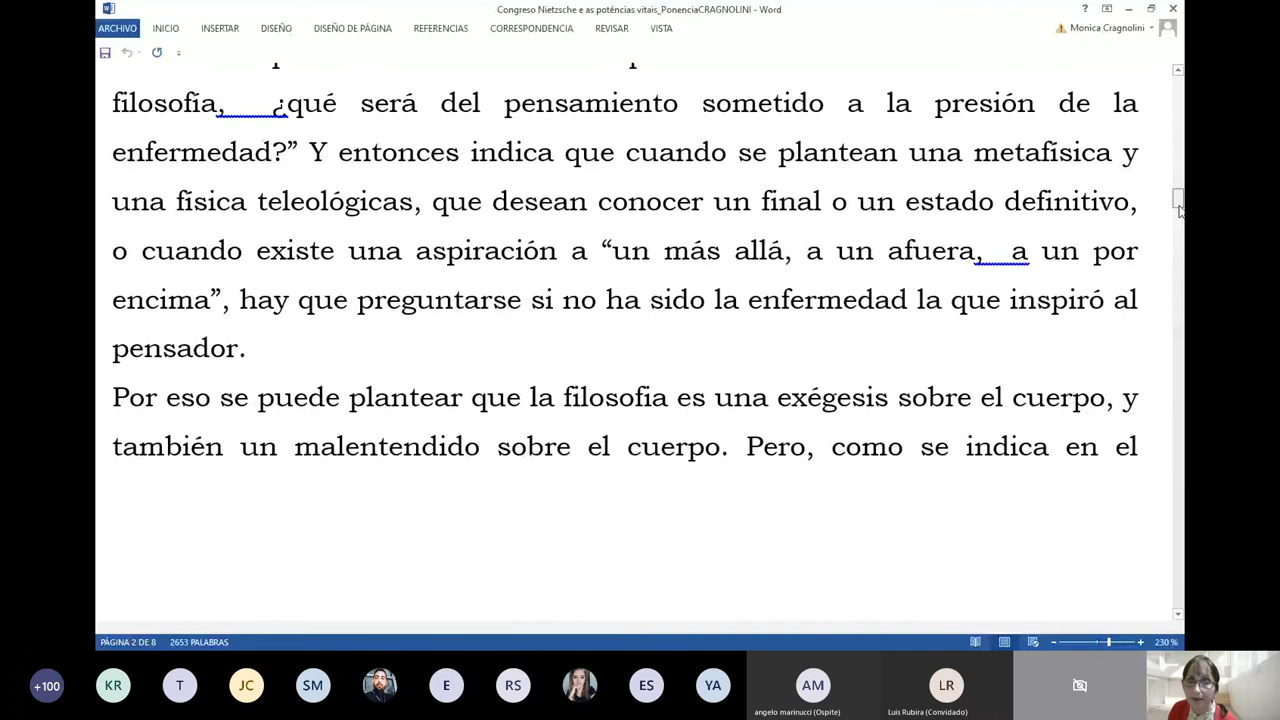 Congreso Nietzsche e as potências vitais_PonenciaCRAGNOLINI - Word
ARCHIVO INICIO INSERTAR DISEÑO DISEÑO DE PÁGINA REFERENCIAS CORRESPONDENCIA REVISAR VISTA Monica Cragnolini
filosofía, ¿qué será del pensamiento sometido a la presión de la
enfermedad?” Y entonces indica que cuando se plantean una metafísica y
una física teleológicas, que desean conocer un final o un estado definitivo,
o cuando existe una aspiración a “un más allá, a un afuera, a un por
encima”, hay que preguntarse si no ha sido la enfermedad la que inspiró al
pensador.
Por eso se puede plantear que la filosofia es una exégesis sobre el cuerpo, y
también un malentendido sobre el cuerpo. Pero, como se indica en el
PÁGINA 2 DE 8 2653 PALABRAS 230 %
+100 KR T JC SM E RS ES YA AM LR
angelo marinucci (Ospite) Luis Rubira (Convidado)